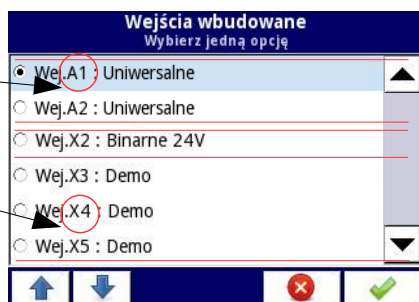 Wejścia wbudowane
Wybierz jedną opcję
Wej.A1 : Uniwersalne
Wej.A2 : Uniwersalne
Wej.X2 : Binarne 24V
Wej.X3 : Demo
Wej.X4 : Demo
Wej.X5 : Demo